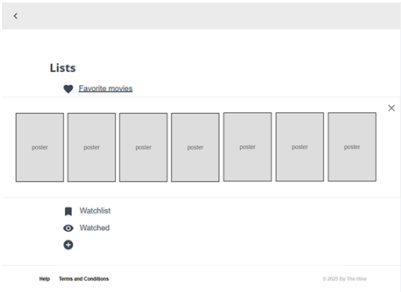 Lists
Favorite movies
poster poster poster poster poster poster poster
Watchlist
Watched
Help Terms and Conditions © 2020 By The Hive